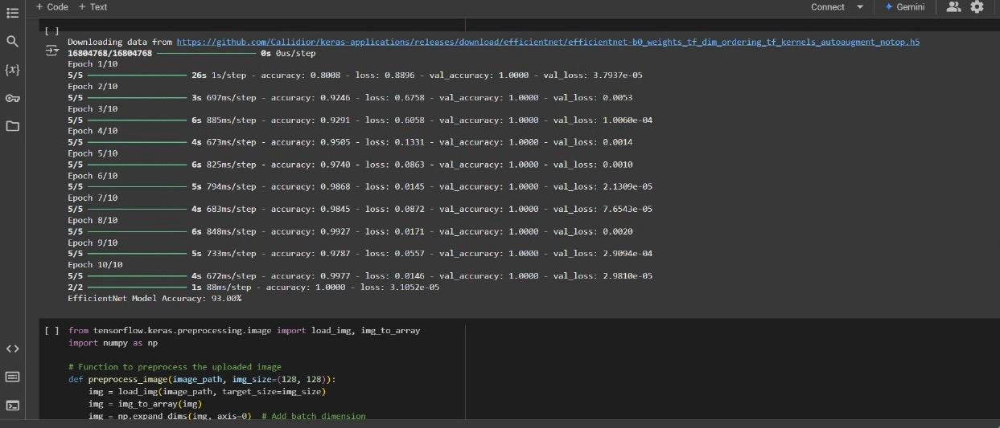 + Code + Text
Connect
Gemini
[ ]
Downloading data from https://github.com/Callidior/keras-applications/releases/download/efficientnet/efficientnet-b0_weights_tf_dim_ordering_tf_kernels_autoaugment_notop.h5
16804768/16804768 0s 0us/step
Epoch 1/10
5/5 26s 1s/step - accuracy: 0.8008 - loss: 0.8896 - val_accuracy: 1.0000 - val_loss: 3.7937e-05
Epoch 2/10
5/5 3s 697ms/step - accuracy: 0.9246 - loss: 0.6758 - val_accuracy: 1.0000 - val_loss: 0.0053
Epoch 3/10
5/5 6s 885ms/step - accuracy: 0.9291 - loss: 0.6058 - val_accuracy: 1.0000 - val_loss: 1.0060e-04
Epoch 4/10
5/5 4s 673ms/step - accuracy: 0.9505 - loss: 0.1331 - val_accuracy: 1.0000 - val_loss: 0.0014
Epoch 5/10
5/5 6s 825ms/step - accuracy: 0.9740 - loss: 0.0863 - val_accuracy: 1.0000 - val_loss: 0.0010
Epoch 6/10
5/5 5s 794ms/step - accuracy: 0.9868 - loss: 0.0145 - val_accuracy: 1.0000 - val_loss: 2.1309e-05
Epoch 7/10
5/5 4s 683ms/step - accuracy: 0.9845 - loss: 0.0872 - val_accuracy: 1.0000 - val_loss: 7.6543e-05
Epoch 8/10
5/5 6s 848ms/step - accuracy: 0.9927 - loss: 0.0171 - val_accuracy: 1.0000 - val_loss: 0.0020
Epoch 9/10
5/5 5s 733ms/step - accuracy: 0.9787 - loss: 0.0557 - val_accuracy: 1.0000 - val_loss: 2.9094e-04
Epoch 10/10
5/5 4s 672ms/step - accuracy: 0.9977 - loss: 0.0146 - val_accuracy: 1.0000 - val_loss: 2.9810e-05
2/2 1s 88ms/step - accuracy: 1.0000 - loss: 3.1052e-05
EfficientNet Model Accuracy: 93.00%
[ ] from tensorflow.keras.preprocessing.image import load_img, img_to_array
import numpy as np
# Function to preprocess the uploaded image
def preprocess_image(image_path, img_size=(128, 128)):
img = load_img(image_path, target_size=img_size)
img = img_to_array(img)
img = np.expand_dims(img, axis=0) # Add batch dimension